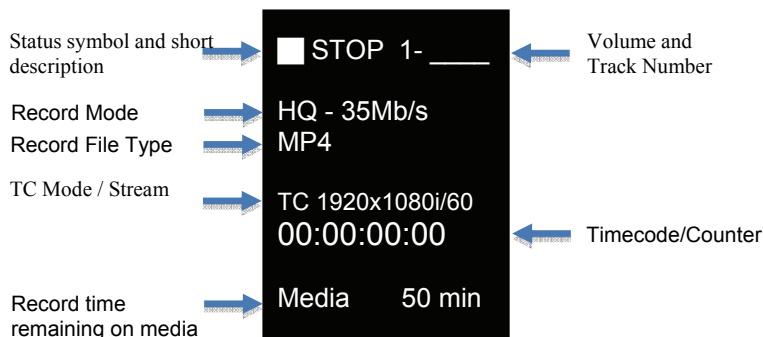 Status symbol and short
description
STOP 1- ____
Volume and
Track Number
Record Mode
HQ - 35Mb/s
Record File Type
MP4
TC Mode / Stream
TC 1920x1080i/60
00:00:00:00
Timecode/Counter
Record time
remaining on media
Media 50 min